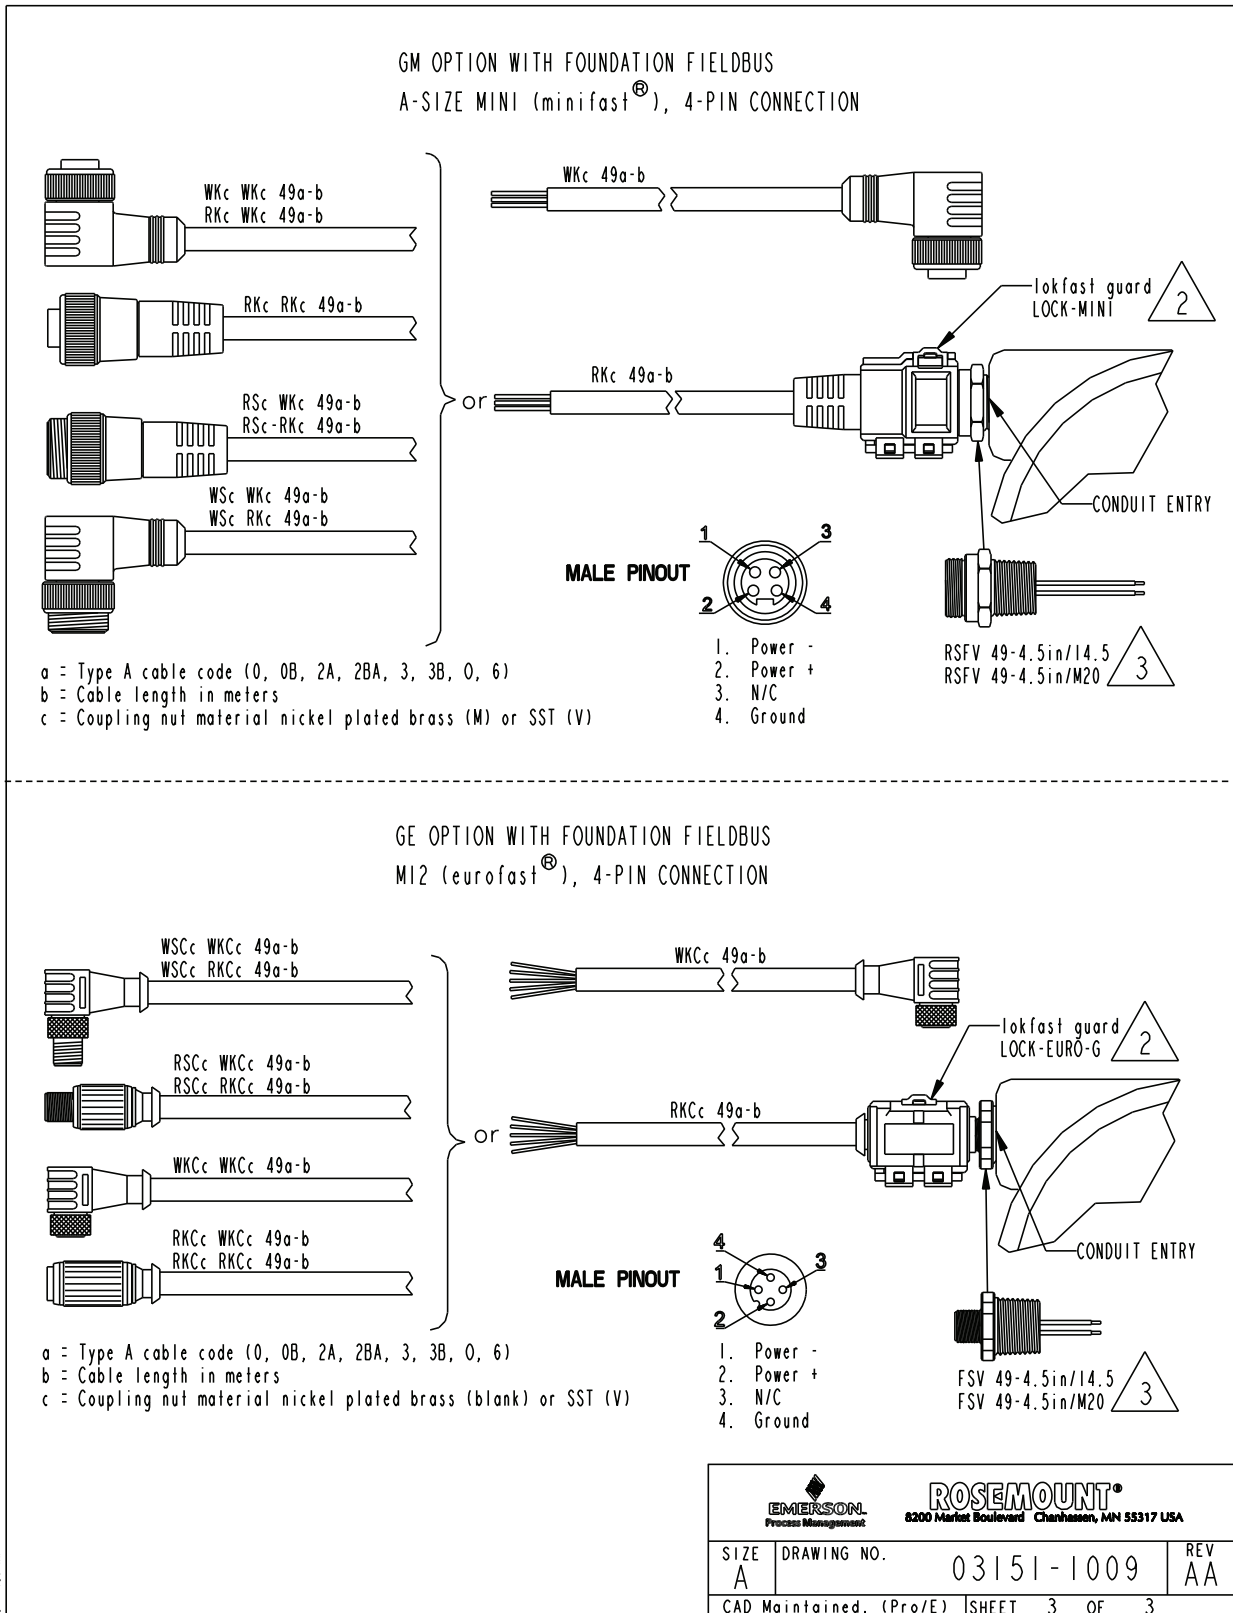 GM OPTION WITH FOUNDATION FIELDBUS
A-SIZE MINI (minifast®), 4-PIN CONNECTION
WKc WKc 49a-b
RKc WKc 49a-b
WKc 49a-b
RKc RKc 49a-b
lokfast guard
LOCK-MINI
2
RSc WKc 49a-b
RSc-RKc 49a-b
or
RKc 49a-b
WSc WKc 49a-b
WSc RKc 49a-b
CONDUIT ENTRY
MALE PINOUT
1
3
2
4
1. Power -
2. Power +
3. N/C
4. Ground
RSFV 49-4.5in/14.5
RSFV 49-4.5in/M20
3
a = Type A cable code (0, 0B, 2A, 2BA, 3, 3B, 0, 6)
b = Cable length in meters
c = Coupling nut material nickel plated brass (M) or SST (V)
GE OPTION WITH FOUNDATION FIELDBUS
M12 (eurofast®), 4-PIN CONNECTION
WSCc WKCc 49a-b
WSCc RKCc 49a-b
WKCc 49a-b
lokfast guard
LOCK-EURO-G
2
RSCc WKCc 49a-b
RSCc RKCc 49a-b
or
RKCc 49a-b
WKCc WKCc 49a-b
RKCc WKCc 49a-b
RKCc RKCc 49a-b
CONDUIT ENTRY
MALE PINOUT
4
1
3
2
1. Power -
2. Power +
3. N/C
4. Ground
FSV 49-4.5in/14.5
FSV 49-4.5in/M20
3
a = Type A cable code (0, 0B, 2A, 2BA, 3, 3B, 0, 6)
b = Cable length in meters
c = Coupling nut material nickel plated brass (blank) or SST (V)
EMERSON
Process Management
ROSEMOUNT®
8200 Market Boulevard Chanhassen, MN 55317 USA
SIZE
A
DRAWING NO.
03151-1009
REV
AA
CAD Maintained, (Pro/E)
SHEET 3 OF 3